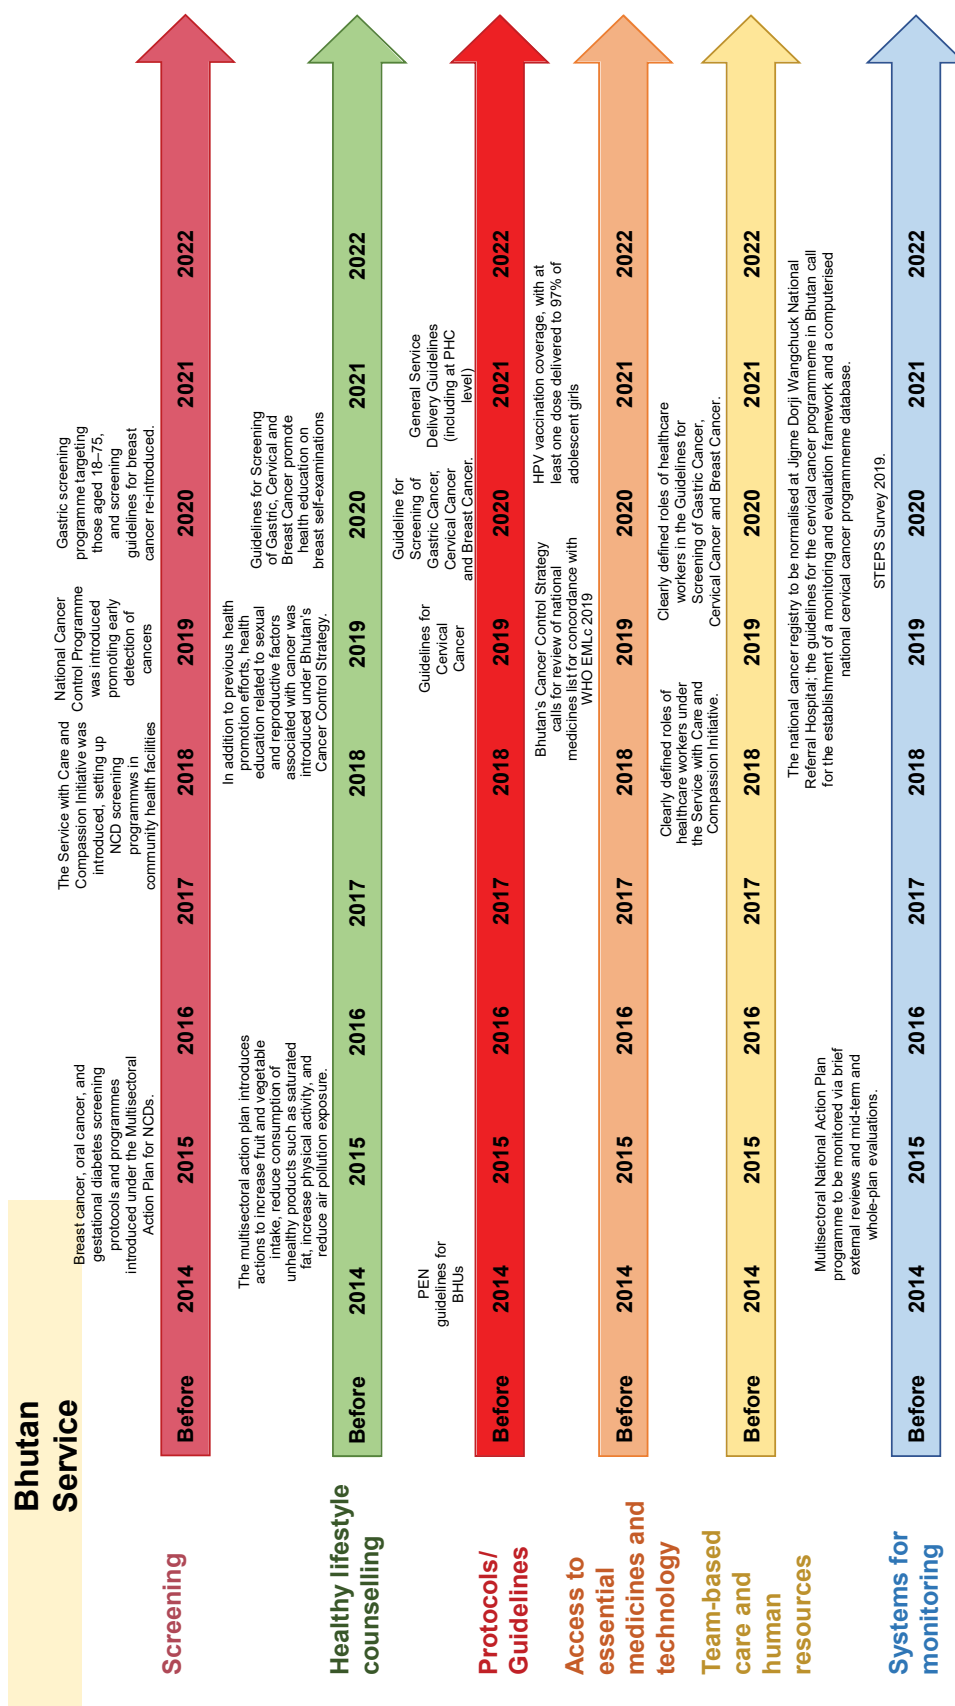 Bhutan
Service
Screening
Breast cancer, oral cancer, and
gestational diabetes screening
protocols and programmes
introduced under the Multisectoral
Action Plan for NCDs.
The Service with Care and
Compassion Initiative was
introduced, setting up
NCD screening
programmws in
community health facilities
National Cancer
Control Programme
was introduced
promoting early
detection of
cancers
Gastric screening
programme targeting
those aged 18–75,
and screening
guidelines for breast
cancer re-introduced.
Before 2014 2015 2016 2017 2018 2019 2020 2021 2022
Healthy lifestyle
counselling
The multisectoral action plan introduces
actions to increase fruit and vegetable
intake, reduce consumption of
unhealthy products such as saturated
fat, increase physical activity, and
reduce air pollution exposure.
In addition to previous health
promotion efforts, health
education related to sexual
and reproductive factors
associated with cancer was
introduced under Bhutan's
Cancer Control Strategy.
Guidelines for Screening
of Gastric, Cervical and
Breast Cancer promote
health education on
breast self-examinations
Before 2014 2015 2016 2017 2018 2019 2020 2021 2022
Protocols/
Guidelines
PEN
guidelines for
BHUs
Guidelines for
Cervical
Cancer
Guideline for
Screening of
Gastric Cancer,
Cervical Cancer
and Breast Cancer.
General Service
Delivery Guidelines
(including at PHC
level)
Before 2014 2015 2016 2017 2018 2019 2020 2021 2022
Access to
essential
medicines and
technology
Bhutan's Cancer Control Strategy
calls for review of national
medicines list for concordance with
WHO EMLc 2019
HPV vaccination coverage, with at
least one dose delivered to 97% of
adolescent girls
Before 2014 2015 2016 2017 2018 2019 2020 2021 2022
Team-based
care and
human
resources
Clearly defined roles of
healthcare workers under
the Service with Care and
Compassion Initiative.
Clearly defined roles of healthcare
workers in the Guidelines for
Screening of Gastric Cancer,
Cervical Cancer and Breast Cancer.
Before 2014 2015 2016 2017 2018 2019 2020 2021 2022
Systems for
monitoring
Multisectoral National Action Plan
programme to be monitored via brief
external reviews and mid-term and
whole-plan evaluations.
The national cancer registry to be normalised at Jigme Dorji Wangchuck National
Referral Hospital; the guidelines for the cervical cancer programmeme in Bhutan call
for the establishment of a monitoring and evaluation framework and a computerised
national cervical cancer programeme database.
STEPS Survey 2019.
Before 2014 2015 2016 2017 2018 2019 2020 2021 2022